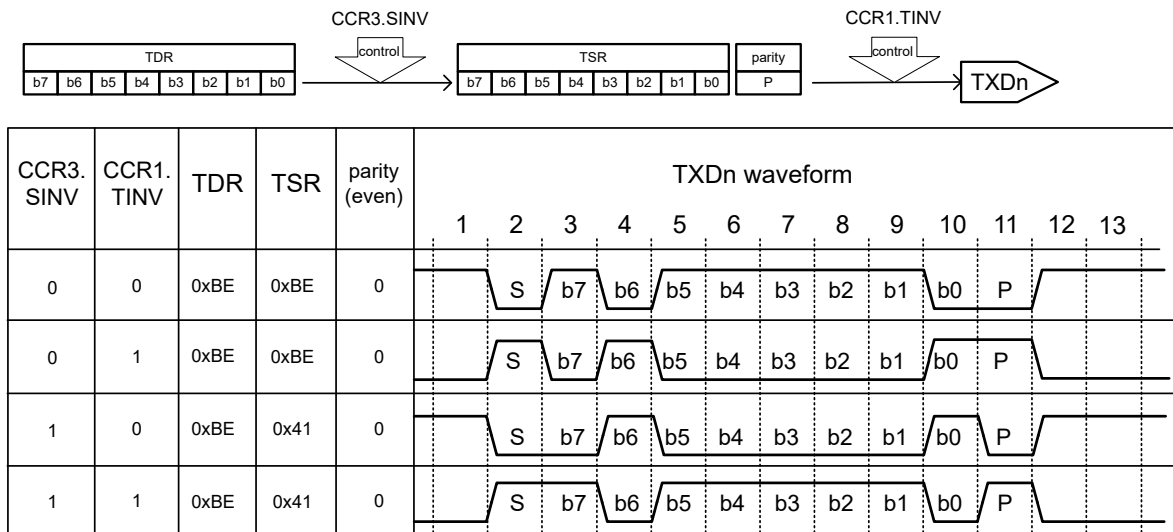 CCR3.SINV CCR1.TINV
TDR control TSR parity control
b7 b6 b5 b4 b3 b2 b1 b0 b7 b6 b5 b4 b3 b2 b1 b0 P TXDn
CCR3. SINV CCR1. TINV TDR TSR parity (even) TXDn waveform
1 2 3 4 5 6 7 8 9 10 11 12 13
0 0 0xBE 0xBE 0 S b7 b6 b5 b4 b3 b2 b1 b0 P
0 1 0xBE 0xBE 0 S b7 b6 b5 b4 b3 b2 b1 b0 P
1 0 0xBE 0x41 0 S b7 b6 b5 b4 b3 b2 b1 b0 P
1 1 0xBE 0x41 0 S b7 b6 b5 b4 b3 b2 b1 b0 P